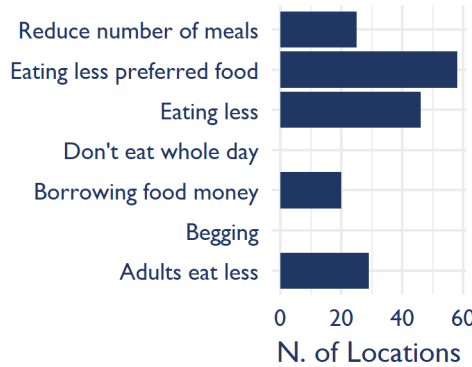 Reduce number of meals
Eating less preferred food
Eating less
Don't eat whole day
Borrowing food money
Begging
Adults eat less
0 20 40 60
N. of Locations